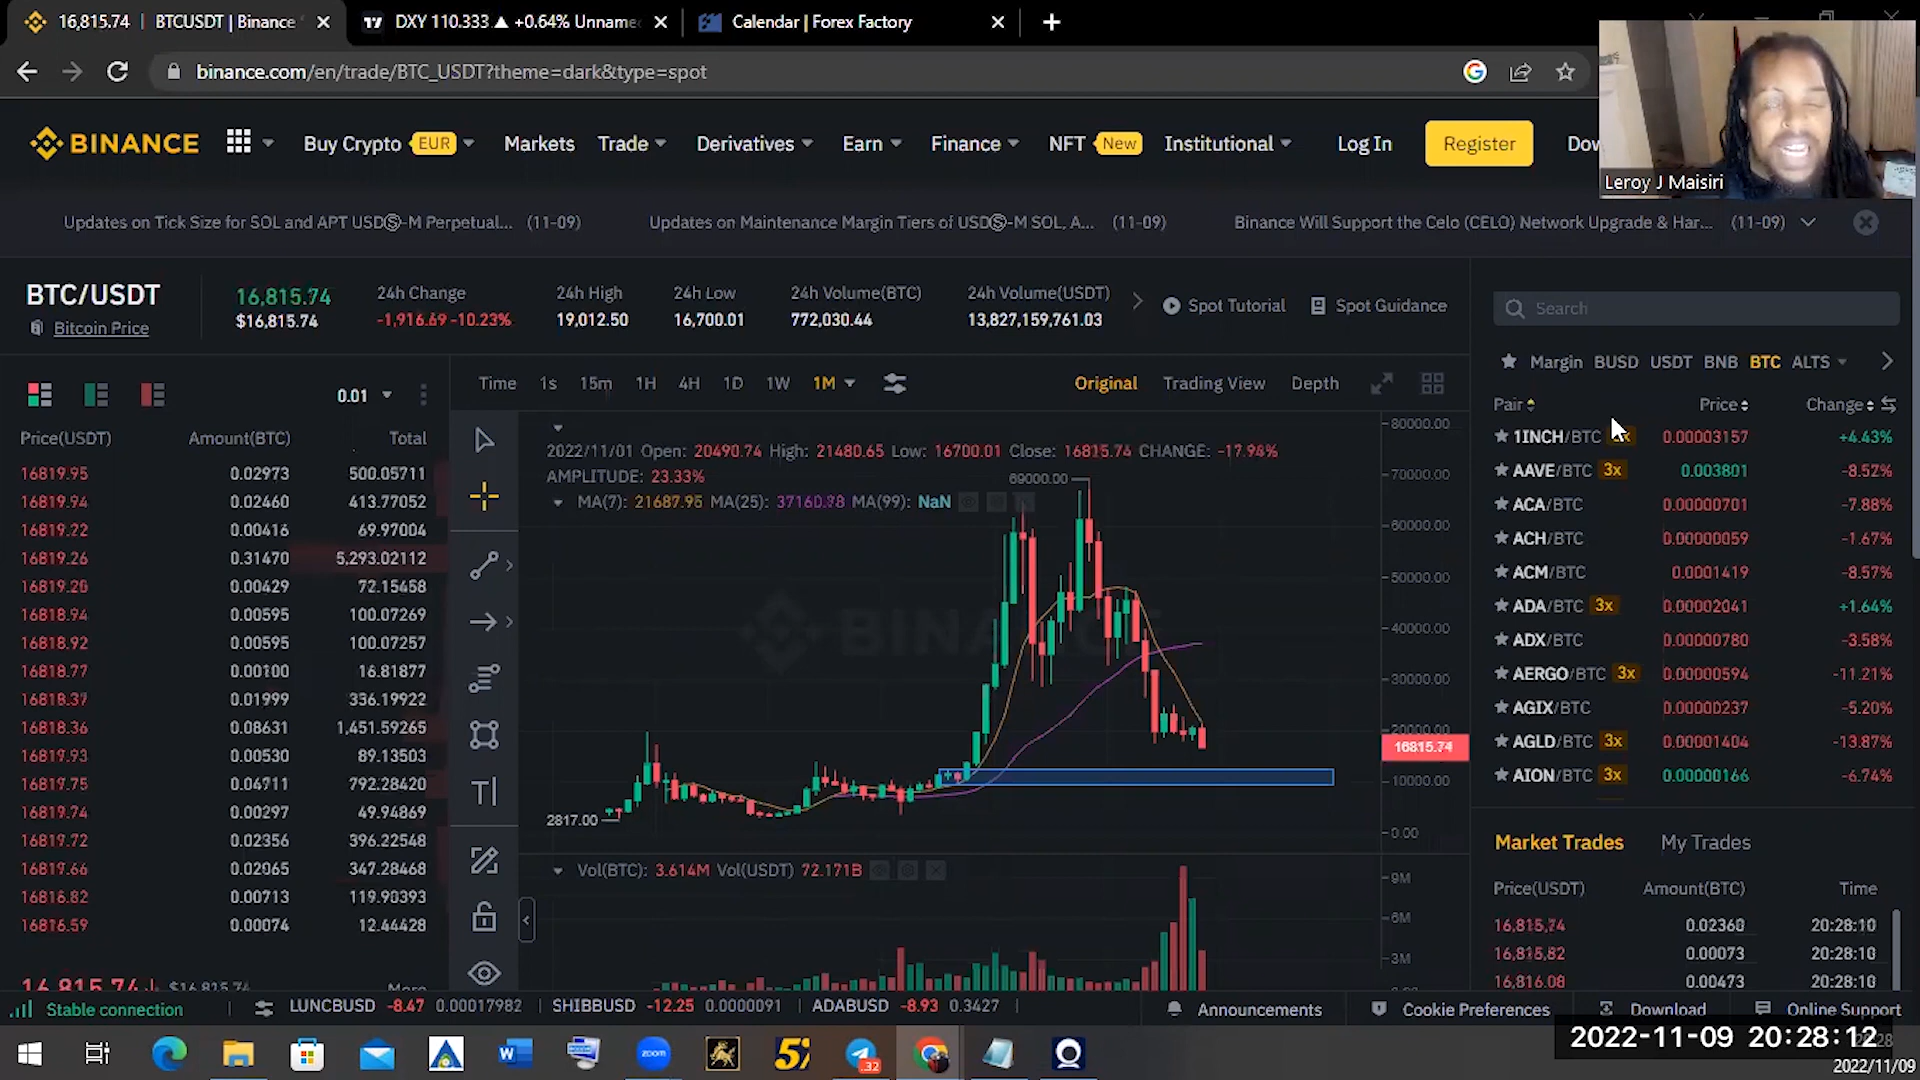 16,815.74 | BTCUSDT | Binance
DXY 110.333 ▲ +0.64% Unname
Calendar | Forex Factory
binance.com/en/trade/BTC_USDT?theme=dark&type=spot
BINANCE
Buy Crypto EUR
Markets
Trade
Derivatives
Earn
Finance
NFT New
Institutional
Log In
Register
Dow
Leroy J Maisiri
Updates on Tick Size for SOL and APT USDⓈ-M Perpetual... (11-09)
Updates on Maintenance Margin Tiers of USDⓈ-M SOL, A... (11-09)
Binance Will Support the Celo (CELO) Network Upgrade & Har... (11-09)
BTC/USDT
Bitcoin Price
16,815.74
$16,815.74
24h Change
-1,916.69 -10.23%
24h High
19,012.50
24h Low
16,700.01
24h Volume(BTC)
772,030.44
24h Volume(USDT)
13,827,159,761.03
Spot Tutorial
Spot Guidance
0.01
Price(USDT) Amount(BTC) Total
16819.95 0.02973 500.05711
16819.94 0.02460 413.77052
16819.22 0.00416 69.97004
16819.26 0.31470 5,293.02112
16819.20 0.00429 72.15458
16818.94 0.00595 100.07269
16818.92 0.00595 100.07257
16818.77 0.00100 16.81877
16818.37 0.01999 336.19922
16818.36 0.08631 1,451.59265
16817.93 0.00530 89.13503
16817.75 0.04711 792.28420
16819.74 0.00297 49.94869
16819.72 0.02356 396.22548
16819.66 0.02065 347.28468
16816.82 0.00713 119.90393
16816.59 0.00074 12.44428
16,815.74↓ $16,815.74
More
Time 1s 15m 1H 4H 1D 1W 1M
Original
Trading View
Depth
2022/11/01 Open: 20490.74 High: 21480.65 Low: 16700.01 Close: 16815.74 CHANGE: -17.94%
AMPLITUDE: 23.33%
MA(7): 21687.95 MA(25): 37160.78 MA(99): NaN
69000.00
2817.00
BINANCE
80000.00
70000.00
60000.00
50000.00
40000.00
30000.00
20000.00
16815.74
10000.00
0.00
Vol(BTC): 3.614M Vol(USDT) 72.171B
9M
6M
3M
Search
Margin BUSD USDT BNB BTC ALTS
Pair Price Change
1INCH/BTC 0.00003157 +4.43%
AAVE/BTC 3x 0.003801 -8.52%
ACA/BTC 0.00000701 -7.88%
ACH/BTC 0.00000059 -1.67%
ACM/BTC 0.0001419 -8.57%
ADA/BTC 3x 0.00002041 +1.64%
ADX/BTC 0.00000780 -3.58%
AERGO/BTC 3x 0.00000594 -11.21%
AGIX/BTC 0.00000237 -5.20%
AGLD/BTC 3x 0.00001404 -13.87%
AION/BTC 3x 0.00000166 -6.74%
Market Trades
My Trades
Price(USDT) Amount(BTC) Time
16,815.74 0.02360 20:28:10
16,815.82 0.00073 20:28:10
16,816.08 0.00473 20:28:10
Stable connection
LUNCBUSD -8.47 0.00017982
SHIBBUSD -12.25 0.0000091
ADABUSD -8.93 0.3427
Announcements
Cookie Preferences
Download
Online Support
zoom
32
2022-11-09 20:28:12
2022/11/09